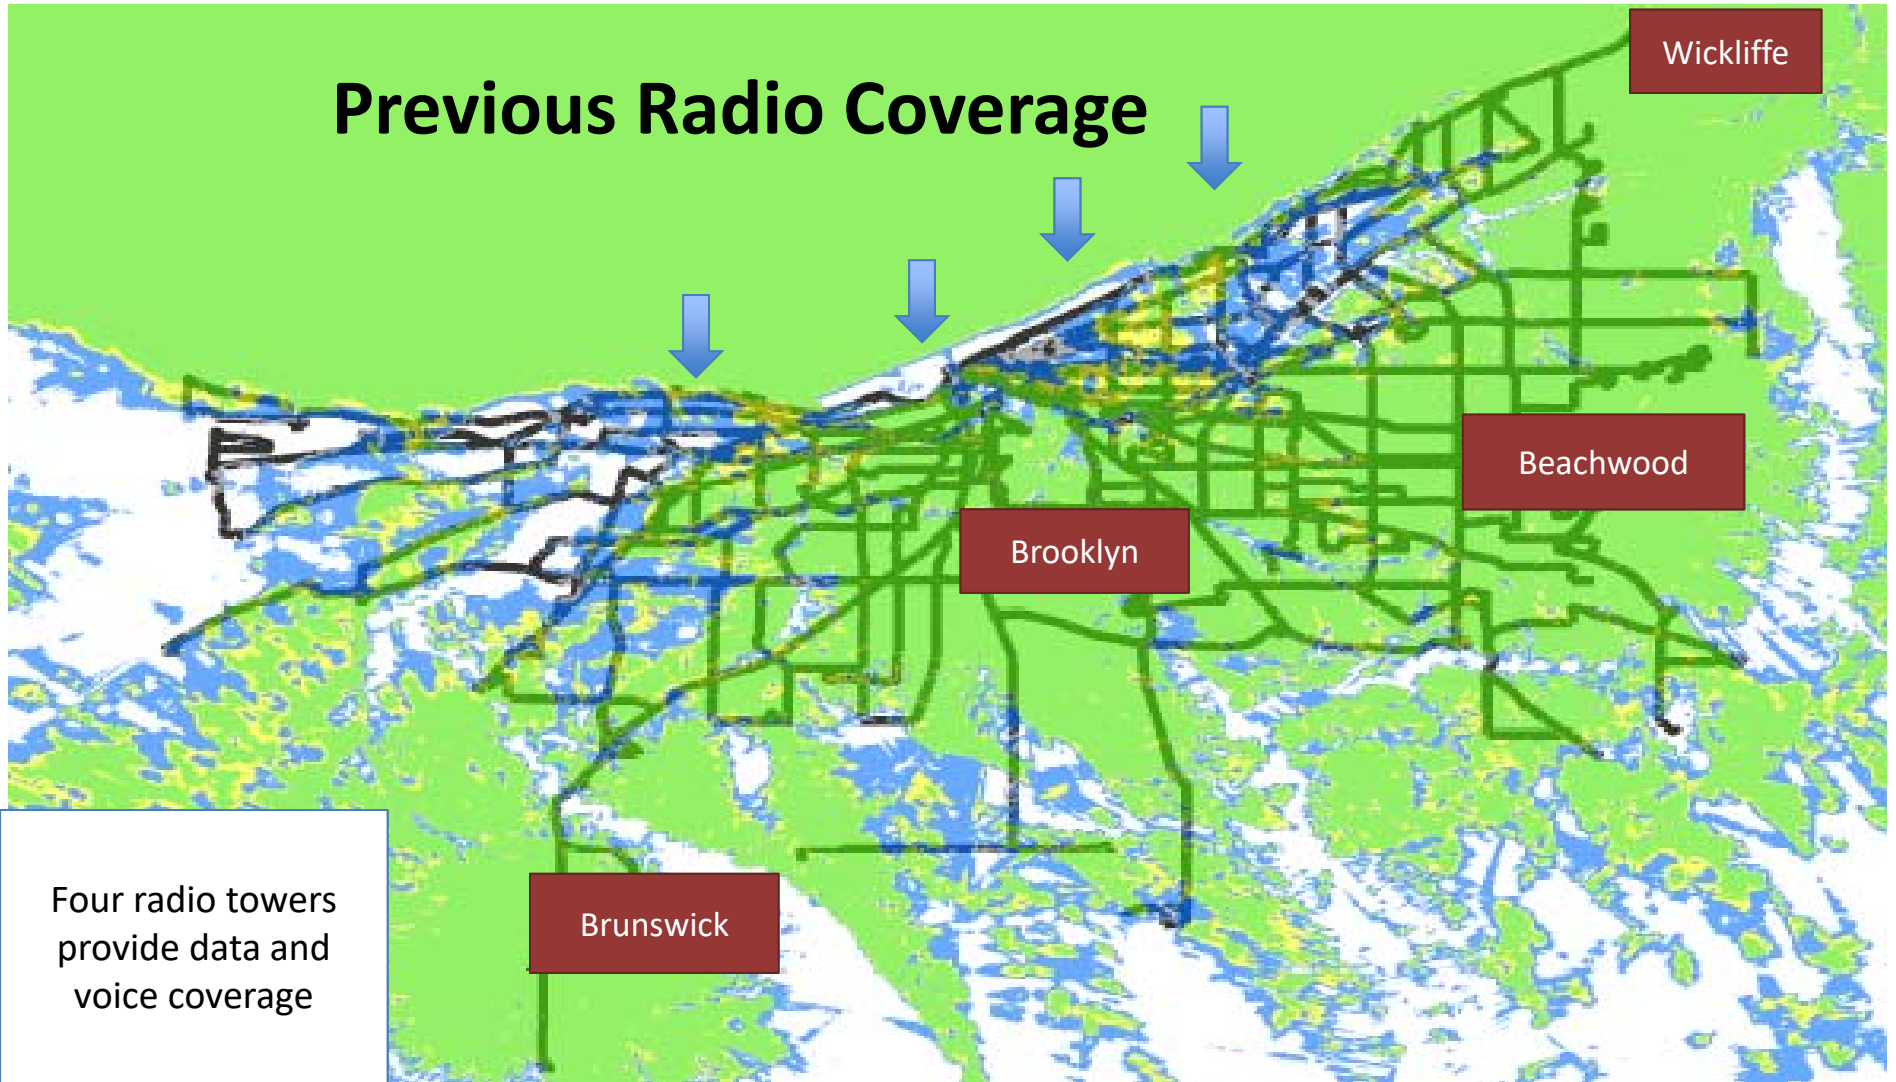 Wickliffe
Previous Radio Coverage
Beachwood
Brooklyn
Brunswick
Four radio towers
provide data and
voice coverage